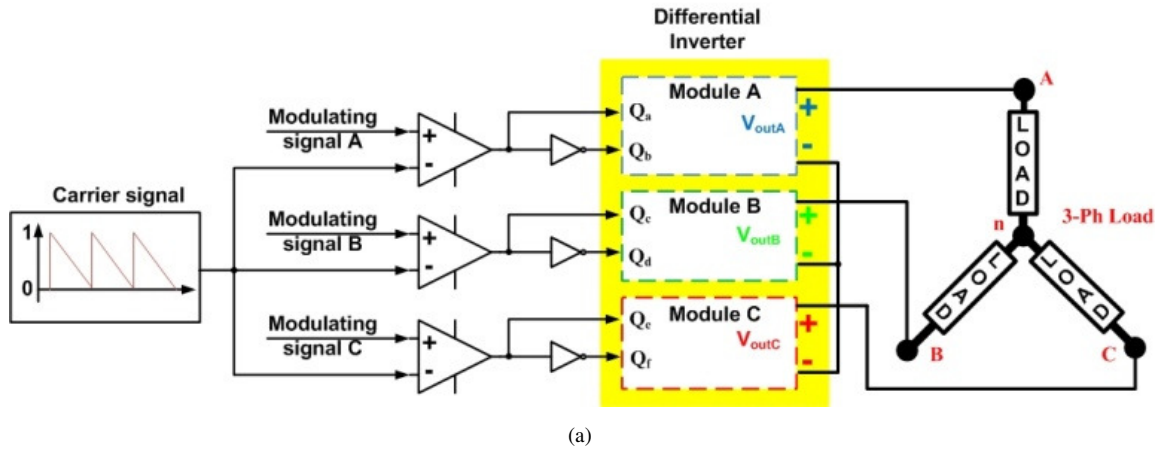 Differential
Inverter
Modulating
signal A
+
-
Module A
Qa
Qb
VoutA
+
-
A
LOAD
Carrier signal
1
0
Modulating
signal B
+
-
Module B
Qc
Qd
VoutB
+
-
n
3-Ph Load
LOAD
LOAD
B
C
Modulating
signal C
+
-
Module C
Qe
Qf
VoutC
+
-
(a)